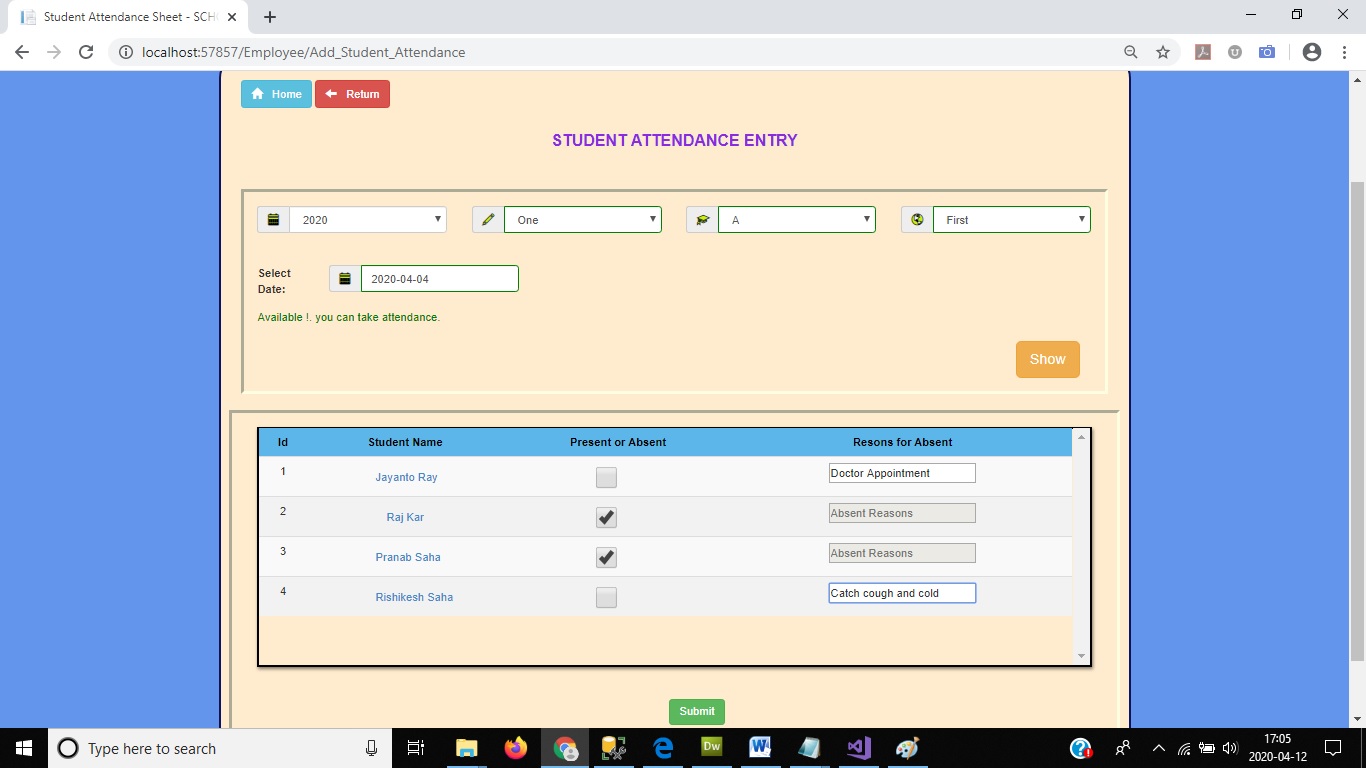 Student Attendance Sheet - SCH
localhost:57857/Employee/Add_Student_Attendance
Home Return
STUDENT ATTENDANCE ENTRY
2020 One A First
Select
Date:
2020-04-04
Available !. you can take attendance.
Show
Id Student Name Present or Absent Resons for Absent
1 Jayanto Ray Doctor Appointment
2 Raj Kar Absent Reasons
3 Pranab Saha Absent Reasons
4 Rishikesh Saha Catch cough and cold
Submit
Type here to search
Dw
W
17:05
2020-04-12